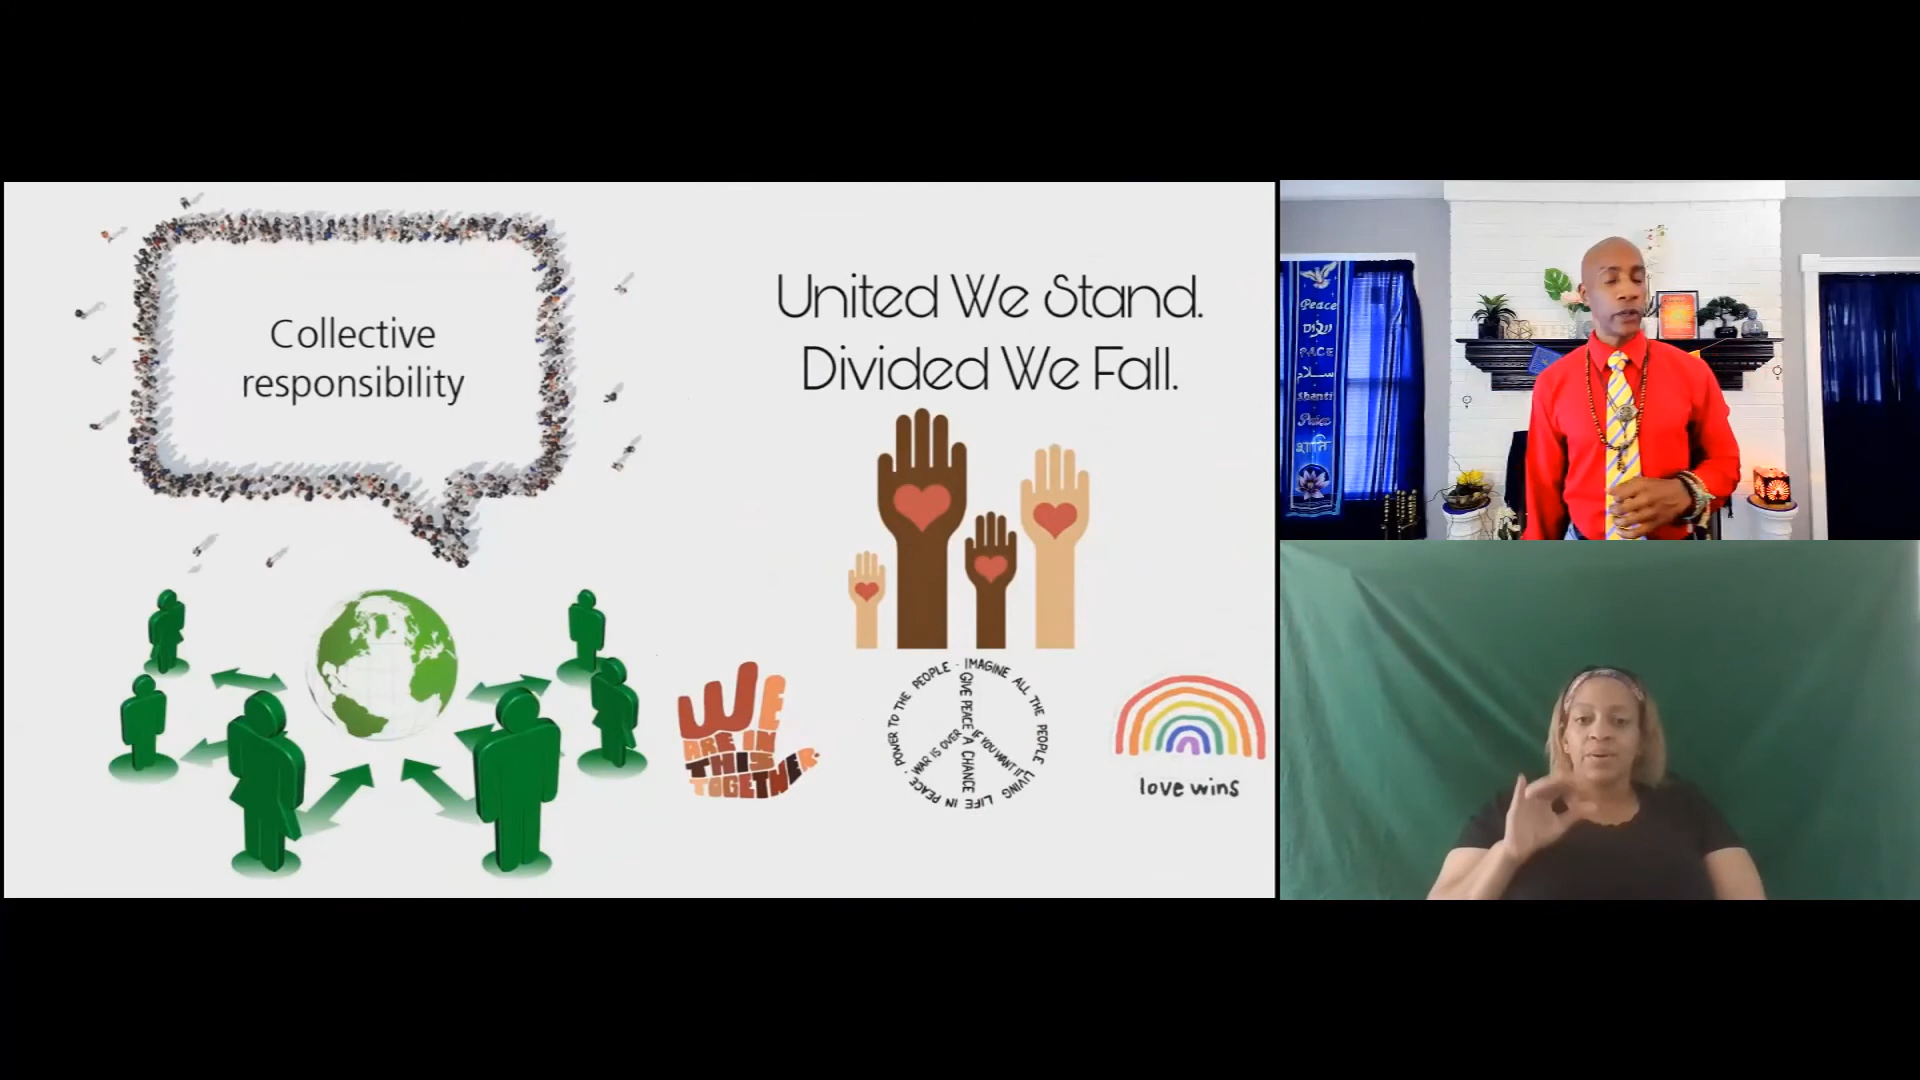 Collective
responsibility
United We Stand.
Divided We Fall.
WE
ARE IN
THIS
TOGETHER.
POWER TO THE PEOPLE · IMAGINE ALL THE PEOPLE LIVING LIFE IN PEACE ·
GIVE PEACE A CHANCE
WAR IS OVER
IF YOU WANT IT
love wins
Peace
שלום
PACE
سلام
Shanti
शान्ति